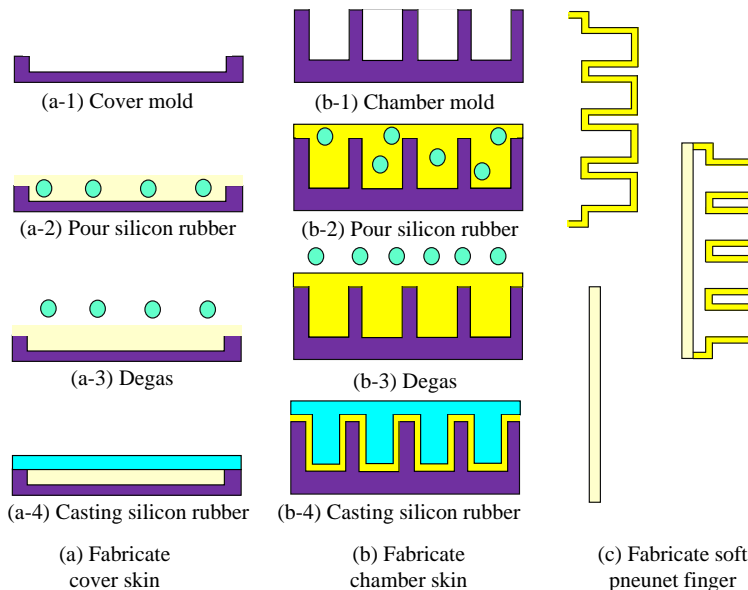 (a-1) Cover mold
(a-2) Pour silicon rubber
(a-3) Degas
(a-4) Casting silicon rubber
(a) Fabricate
cover skin
(b-1) Chamber mold
(b-2) Pour silicon rubber
(b-3) Degas
(b-4) Casting silicon rubber
(b) Fabricate
chamber skin
(c) Fabricate soft
pneunet finger